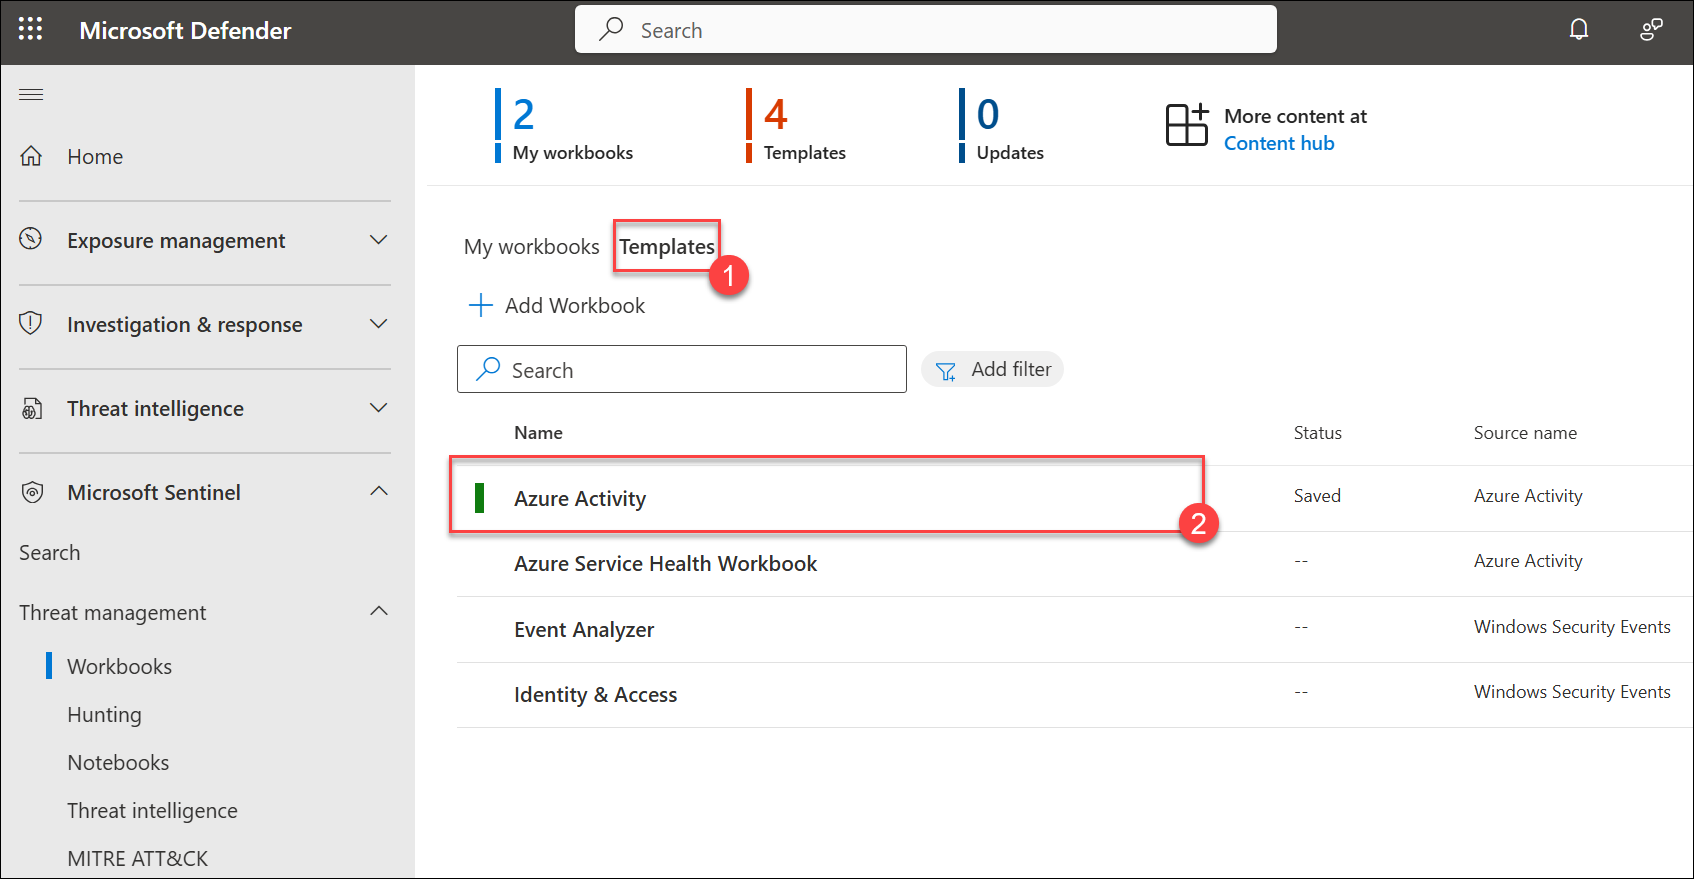 Microsoft Defender
Search
Home
Exposure management
Investigation & response
Threat intelligence
Microsoft Sentinel
Search
Threat management
Workbooks
Hunting
Notebooks
Threat intelligence
MITRE ATT&CK
2
My workbooks
4
Templates
0
Updates
More content at
Content hub
My workbooks Templates
1
Add Workbook
Search Add filter
Name Status Source name
Azure Activity Saved Azure Activity
2
Azure Service Health Workbook -- Azure Activity
Event Analyzer -- Windows Security Events
Identity & Access -- Windows Security Events